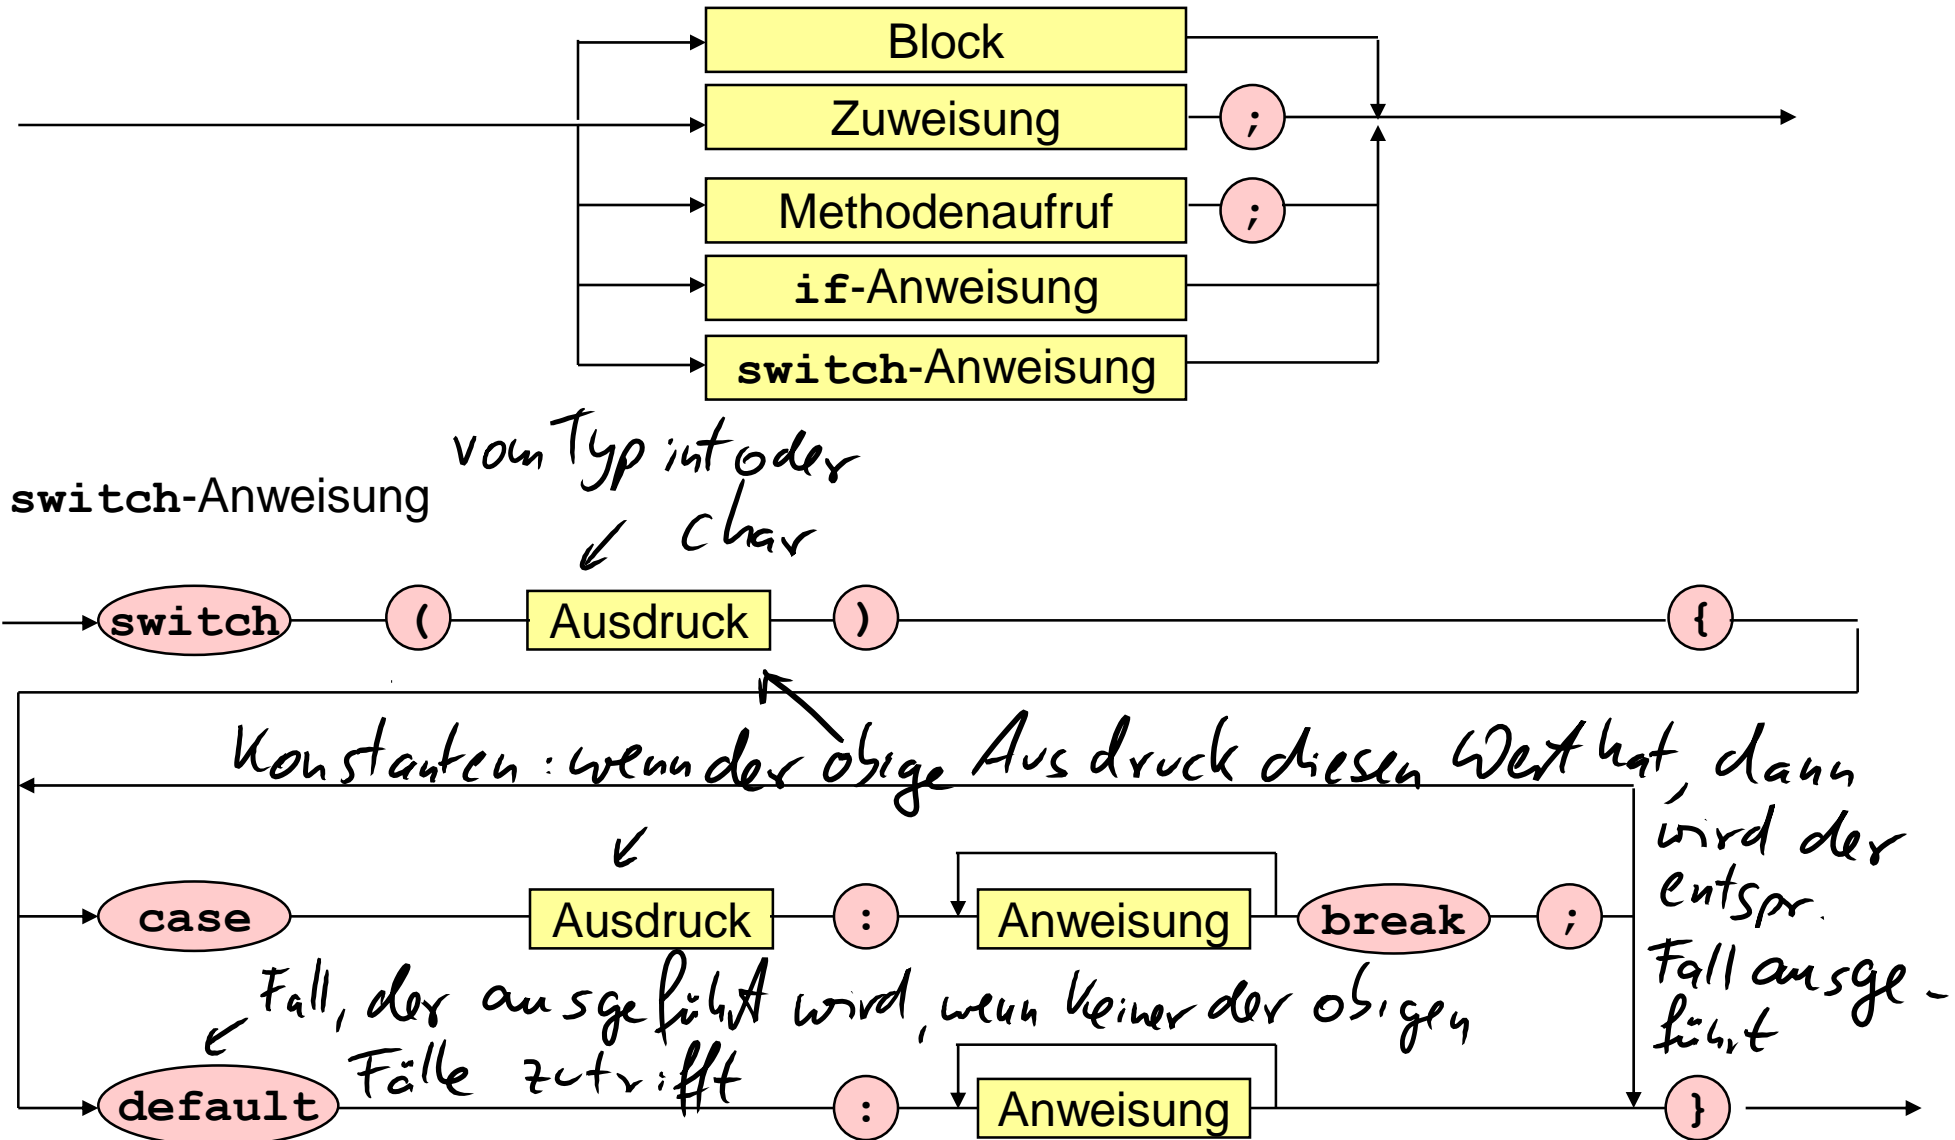 Block
Zuweisung ;
Methodenaufruf ;
if-Anweisung
switch-Anweisung
vom Typ int oder
char
switch-Anweisung
switch ( Ausdruck ) {
Konstanten: wenn der obige Ausdruck diesen Wert hat, dann
wird der
entspr.
Fall ausge-
führt
case Ausdruck : Anweisung break ;
Fall, der ausgeführt wird, wenn keiner der obigen
Fälle zutrifft
default : Anweisung }